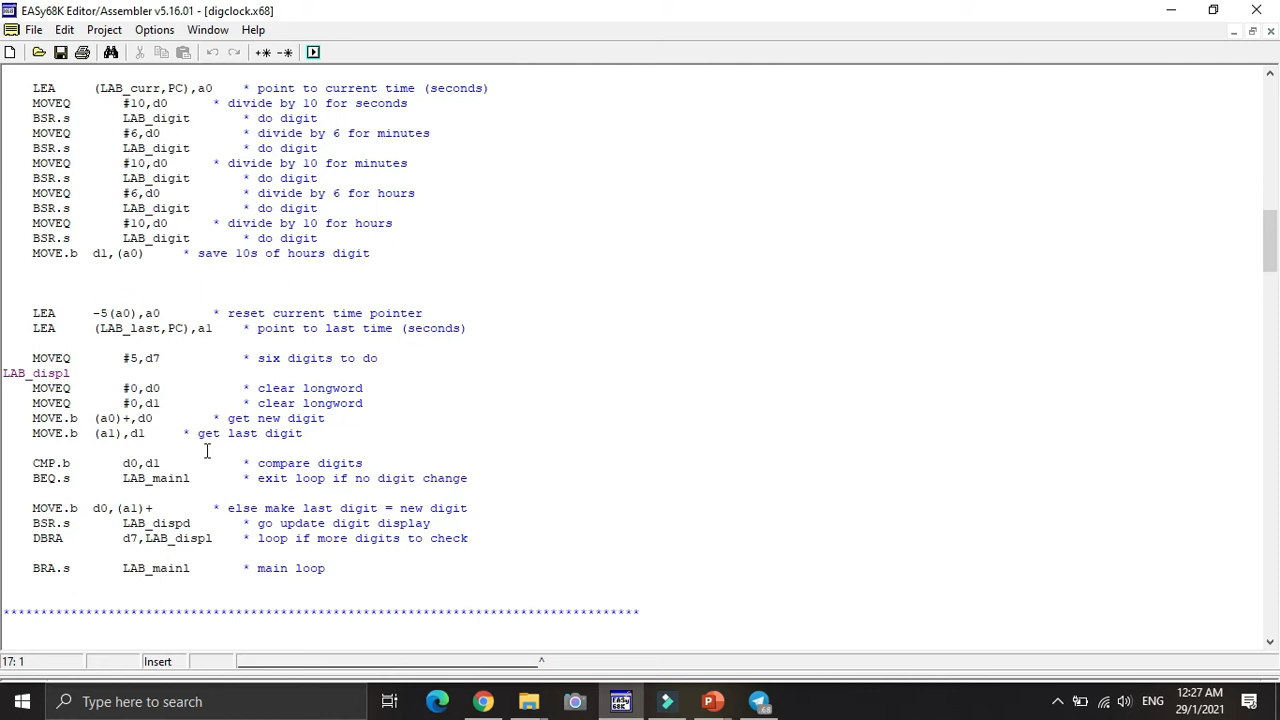 EASy68K Editor/Assembler v5.16.01 - [digclock.x68]
File Edit Project Options Window Help
LEA (LAB_curr,PC),a0 * point to current time (seconds)
MOVEQ #10,d0 * divide by 10 for seconds
BSR.s LAB_digit * do digit
MOVEQ #6,d0 * divide by 6 for minutes
BSR.s LAB_digit * do digit
MOVEQ #10,d0 * divide by 10 for minutes
BSR.s LAB_digit * do digit
MOVEQ #6,d0 * divide by 6 for hours
BSR.s LAB_digit * do digit
MOVEQ #10,d0 * divide by 10 for hours
BSR.s LAB_digit * do digit
MOVE.b d1,(a0) * save 10s of hours digit
LEA -5(a0),a0 * reset current time pointer
LEA (LAB_last,PC),a1 * point to last time (seconds)
MOVEQ #5,d7 * six digits to do
LAB_displ
MOVEQ #0,d0 * clear longword
MOVEQ #0,d1 * clear longword
MOVE.b (a0)+,d0 * get new digit
MOVE.b (a1),d1 * get last digit
CMP.b d0,d1 * compare digits
BEQ.s LAB_mainl * exit loop if no digit change
MOVE.b d0,(a1)+ * else make last digit = new digit
BSR.s LAB_dispd * go update digit display
DBRA d7,LAB_displ * loop if more digits to check
BRA.s LAB_mainl * main loop
*************************************************************************************
17: 1 Insert
Type here to search
EASy 68K
68
ENG
12:27 AM
29/1/2021